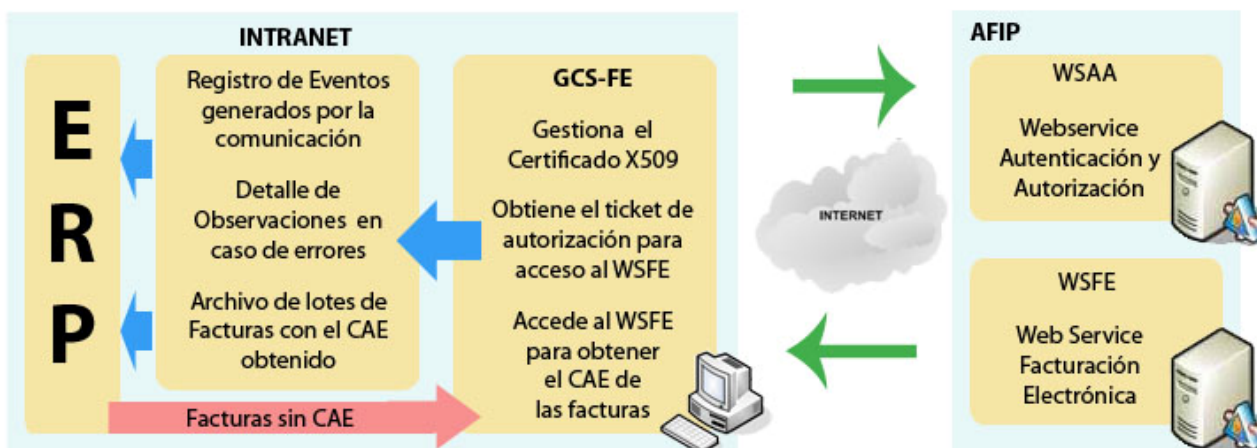 INTRANET
E
R
P
Registro de Eventos
generados por la
comunicación
Detalle de
Observaciones en
caso de errores
Archivo de lotes de
Facturas con el CAE
obtenido
Facturas sin CAE
GCS-FE
Gestiona el
Certificado X509
Obtiene el ticket de
autorización para
acceso al WSFE
Accede al WSFE
para obtener
el CAE de
las facturas
INTERNET
AFIP
WSAA
Webservice
Autenticación y
Autorización
WSFE
Web Service
Facturación
Electrónica